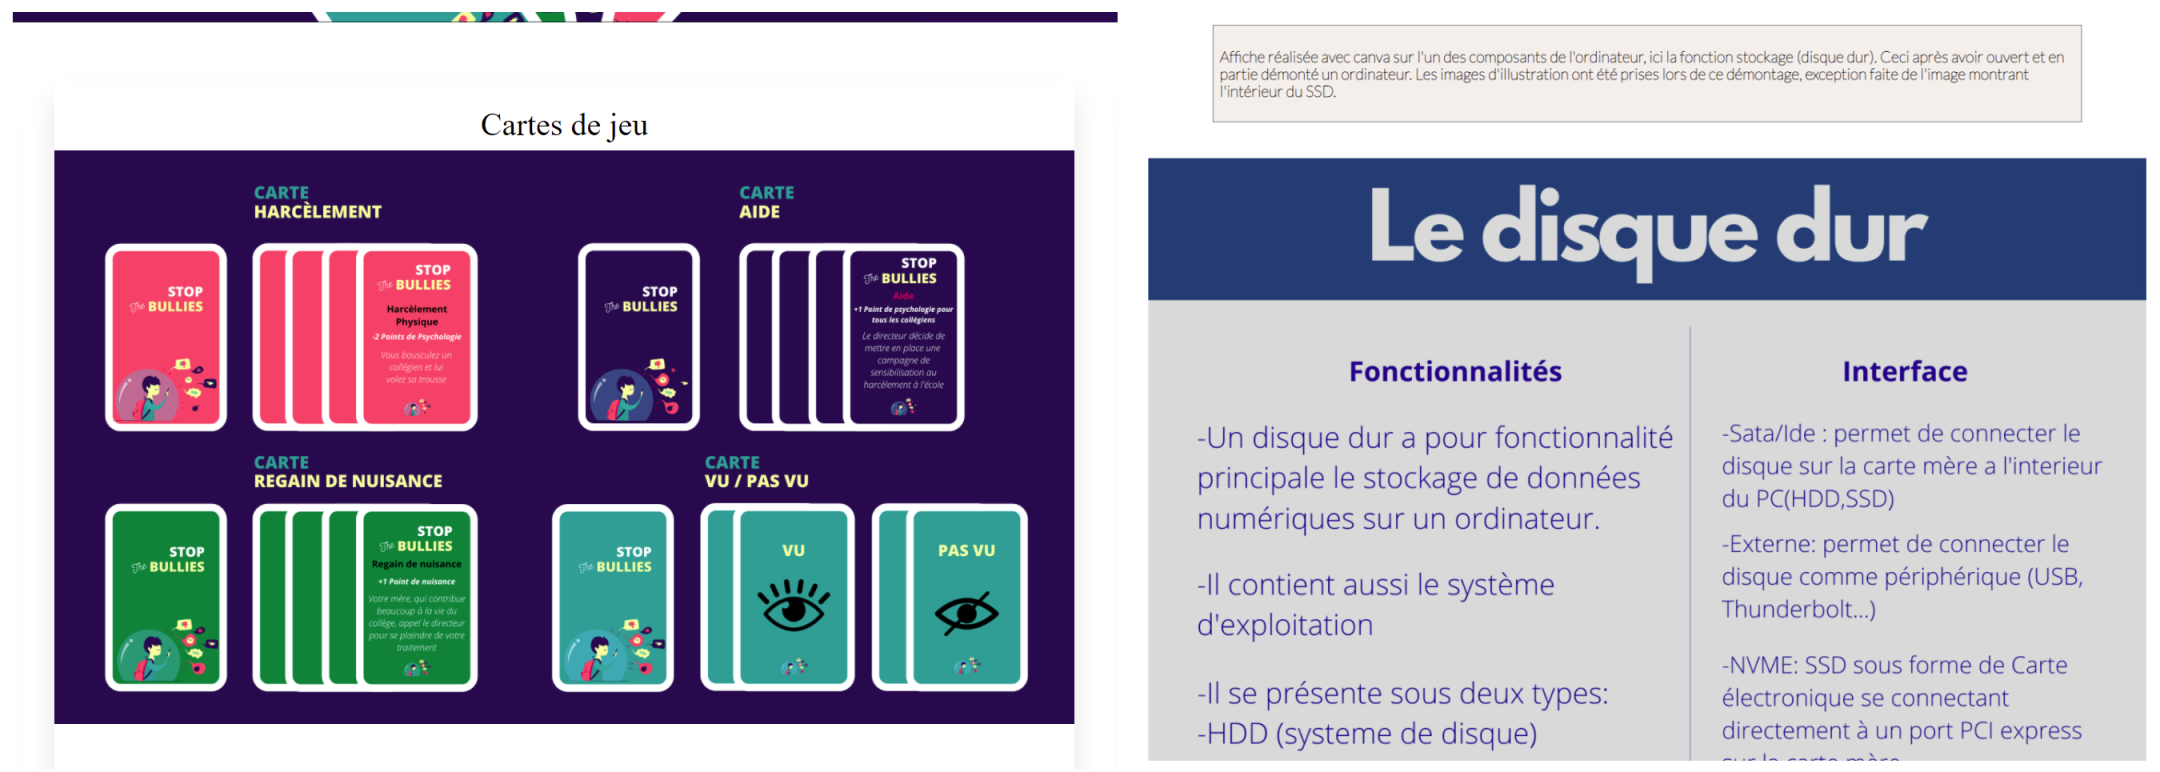 Cartes de jeu
CARTE
HARCÈLEMENT
STOP
The BULLIES
STOP
The BULLIES
Harcèlement
Physique
-2 Points de Psychologie
Vous bousculez un
collégien et lui
volez sa trousse
CARTE
AIDE
STOP
The BULLIES
STOP
The BULLIES
Aide
+1 Point de psychologie pour
tous les collégiens
Le directeur décide de
mettre en place une
campagne de
sensibilisation au
harcèlement à l'école
CARTE
REGAIN DE NUISANCE
STOP
The BULLIES
STOP
The BULLIES
Regain de nuisance
+1 Point de nuisance
Votre mère, qui contribue
beaucoup à la vie du
collège, appel le directeur
pour se plaindre de votre
traitement
CARTE
VU / PAS VU
STOP
The BULLIES
VU
PAS VU
Affiche réalisée avec canva sur l'un des composants de l'ordinateur, ici la fonction stockage (disque dur). Ceci après avoir ouvert et en
partie démonté un ordinateur. Les images d'illustration ont été prises lors de ce démontage, exception faite de l'image montrant
l'intérieur du SSD.
Le disque dur
Fonctionnalités
-Un disque dur a pour fonctionnalité
principale le stockage de données
numériques sur un ordinateur.
-Il contient aussi le système
d'exploitation
-Il se présente sous deux types:
-HDD (systeme de disque)
Interface
-Sata/Ide : permet de connecter le
disque sur la carte mère a l'interieur
du PC(HDD,SSD)
-Externe: permet de connecter le
disque comme périphérique (USB,
Thunderbolt...)
-NVME: SSD sous forme de Carte
électronique se connectant
directement à un port PCI express
sur la carte mère